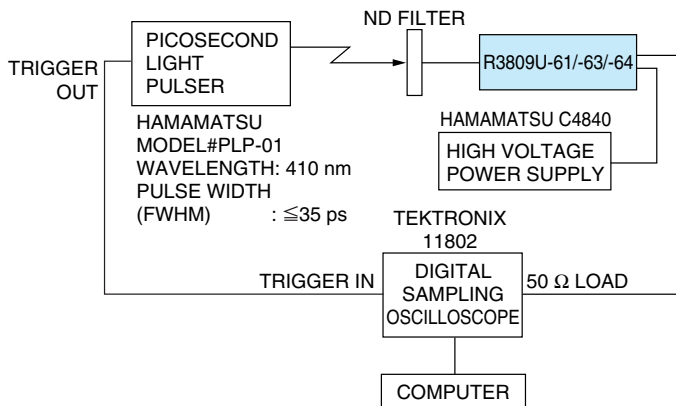 ND FILTER
PICOSECOND
LIGHT
PULSER
R3809U-61/-63/-64
TRIGGER
OUT
HAMAMATSU
MODEL#PLP-01
WAVELENGTH: 410 nm
PULSE WIDTH
(FWHM) : ≦35 ps
HAMAMATSU C4840
HIGH VOLTAGE
POWER SUPPLY
TEKTRONIX
11802
TRIGGER IN
DIGITAL
SAMPLING
OSCILLOSCOPE
50 Ω LOAD
COMPUTER